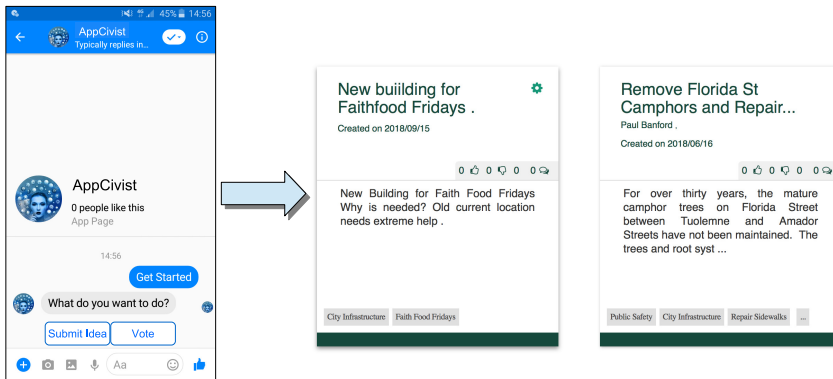 45% 14:56
AppCivist
Typically replies in...
AppCivist
0 people like this
App Page
14:56
Get Started
What do you want to do?
Submit Idea
Vote
Aa
New buiilding for
Faithfood Fridays .
Created on 2018/09/15
0 0 0 0
New Building for Faith Food Fridays
Why is needed? Old current location
needs extreme help .
City Infrastructure
Faith Food Fridays
Remove Florida St
Camphors and Repair...
Paul Banford ,
Created on 2018/06/16
0 0 0 0
For over thirty years, the mature
camphor trees on Florida Street
between Tuolemne and Amador
Streets have not been maintained. The
trees and root syst ...
Public Safety
City Infrastructure
Repair Sidewalks
...